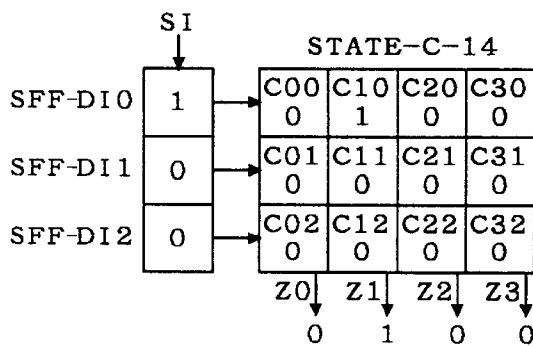 SI
STATE-C-14
SFF-DI0 1 C00 C10 C20 C30
0 1 0 0
SFF-DI1 0 C01 C11 C21 C31
0 0 0 0
SFF-DI2 0 C02 C12 C22 C32
0 0 0 0
Z0 Z1 Z2 Z3
0 1 0 0